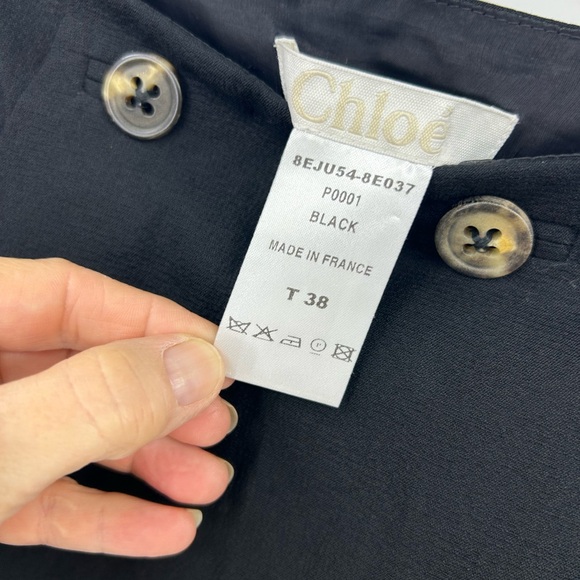 Chloé
8EJU54-8E037
P0001
BLACK
MADE IN FRANCE
T 38
P